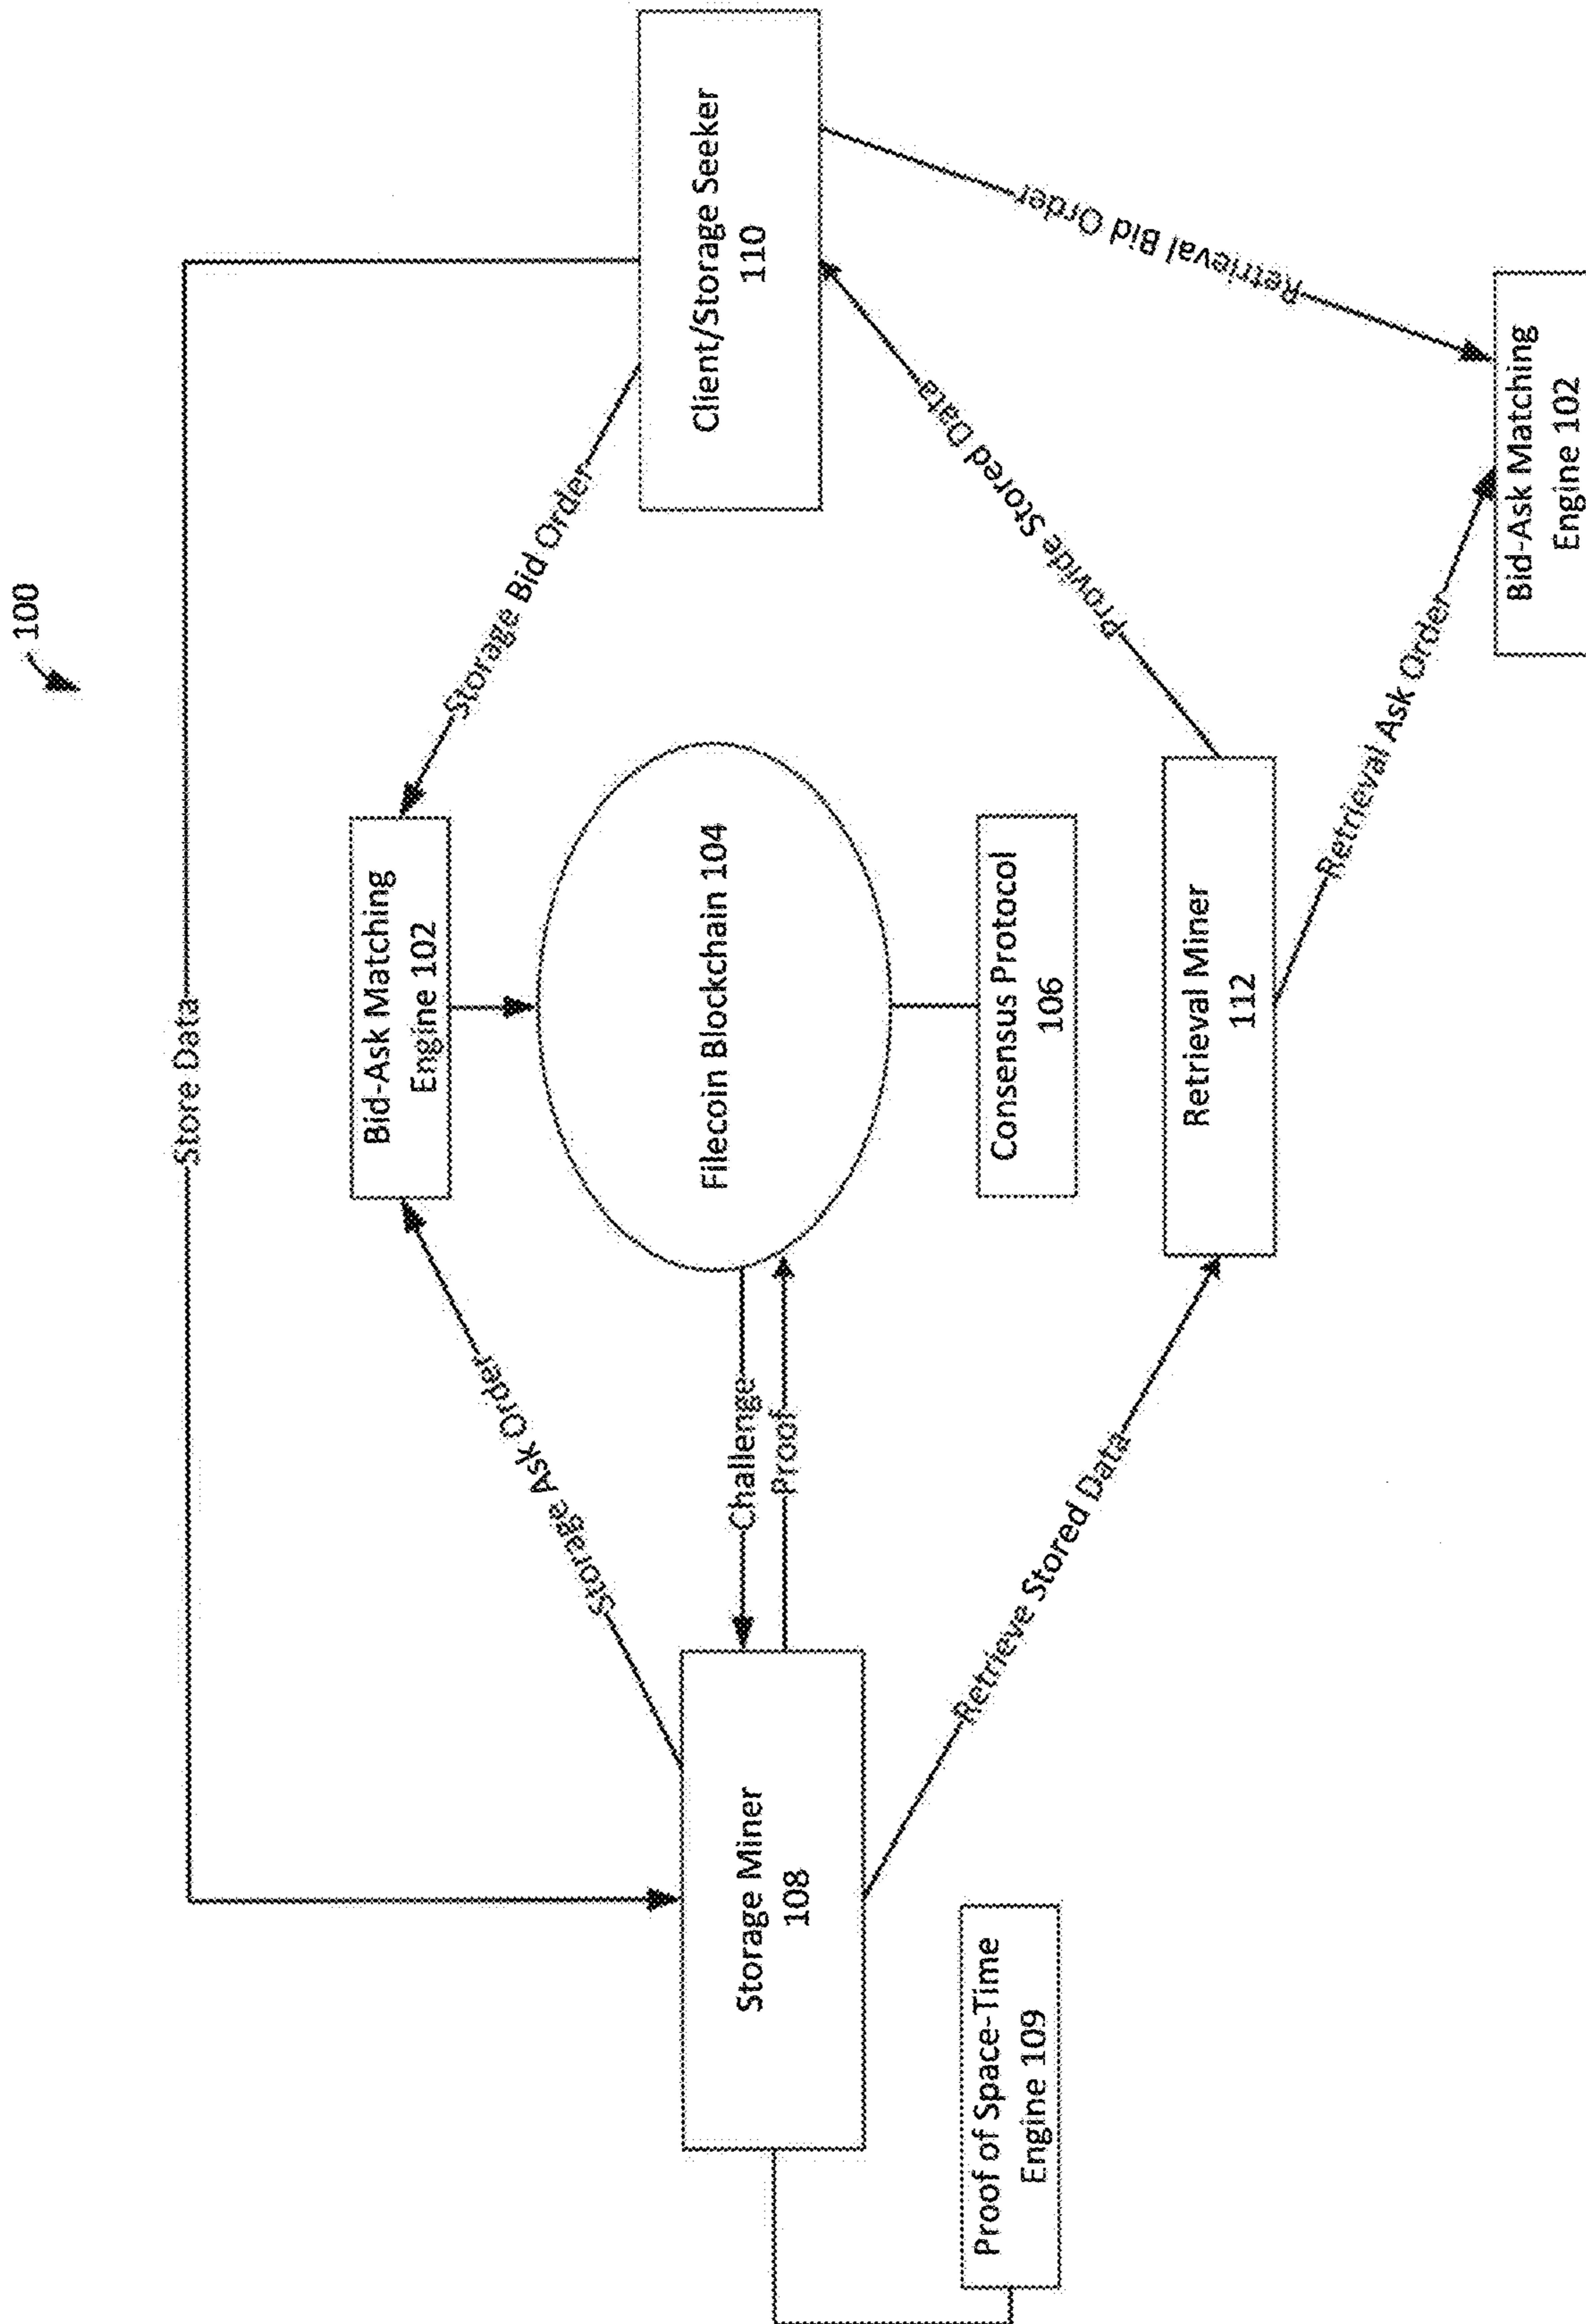 100
Store Data
Bid-Ask Matching
Engine 102
Storage Ask Order
Storage Bid Order
Storage Miner
108
Challenge
Proof
Filecoin Blockchain 104
Client/Storage Seeker
110
Proof of Space-Time
Engine 109
Consensus Protocol
106
Retrieve Stored Data
Provide Stored Data
Retrieval Miner
112
Retrieval Bid Order
Retrieval Ask Order
Bid-Ask Matching
Engine 102